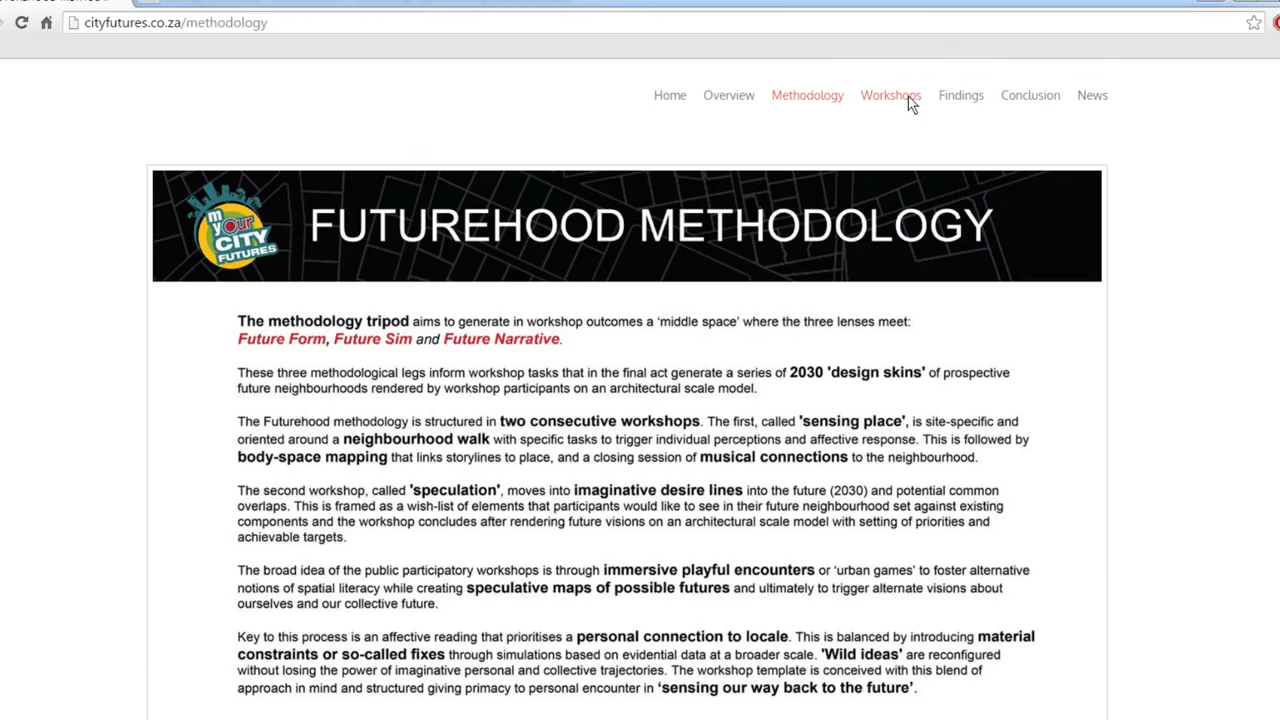 cityfutures.co.za/methodology
Home Overview Methodology Workshops Findings Conclusion News
my your CITY FUTURES
FUTUREHOOD METHODOLOGY
The methodology tripod aims to generate in workshop outcomes a ‘middle space’ where the three lenses meet:
Future Form, Future Sim and Future Narrative.
These three methodological legs inform workshop tasks that in the final act generate a series of 2030 'design skins' of prospective
future neighbourhoods rendered by workshop participants on an architectural scale model.
The Futurehood methodology is structured in two consecutive workshops. The first, called 'sensing place', is site-specific and
oriented around a neighbourhood walk with specific tasks to trigger individual perceptions and affective response. This is followed by
body-space mapping that links storylines to place, and a closing session of musical connections to the neighbourhood.
The second workshop, called 'speculation', moves into imaginative desire lines into the future (2030) and potential common
overlaps. This is framed as a wish-list of elements that participants would like to see in their future neighbourhood set against existing
components and the workshop concludes after rendering future visions on an architectural scale model with setting of priorities and
achievable targets.
The broad idea of the public participatory workshops is through immersive playful encounters or ‘urban games’ to foster alternative
notions of spatial literacy while creating speculative maps of possible futures and ultimately to trigger alternate visions about
ourselves and our collective future.
Key to this process is an affective reading that prioritises a personal connection to locale. This is balanced by introducing material
constraints or so-called fixes through simulations based on evidential data at a broader scale. 'Wild ideas' are reconfigured
without losing the power of imaginative personal and collective trajectories. The workshop template is conceived with this blend of
approach in mind and structured giving primacy to personal encounter in ‘sensing our way back to the future’.